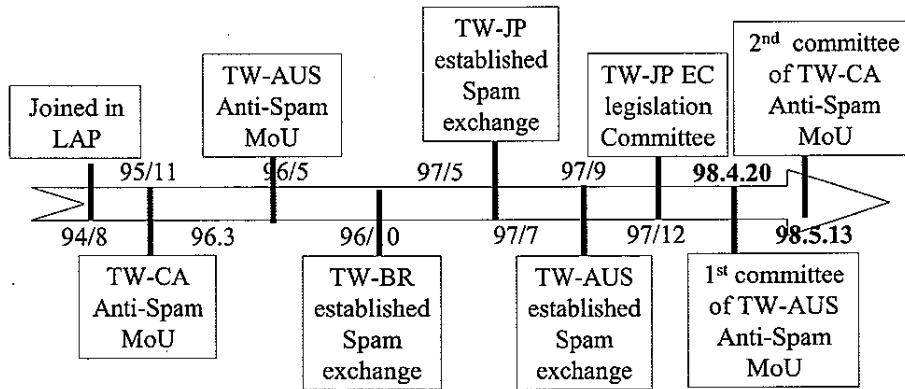 Joined in
LAP
TW-AUS
Anti-Spam
MoU
TW-JP
established
Spam
exchange
TW-JP EC
legislation
Committee
2nd committee
of TW-CA
Anti-Spam
MoU
95/11
96/5
97/5
97/9
98.4.20
94/8
96.3
96/10
97/7
97/12
98.5.13
TW-CA
Anti-Spam
MoU
TW-BR
established
Spam
exchange
TW-AUS
established
Spam
exchange
1st committee
of TW-AUS
Anti-Spam
MoU